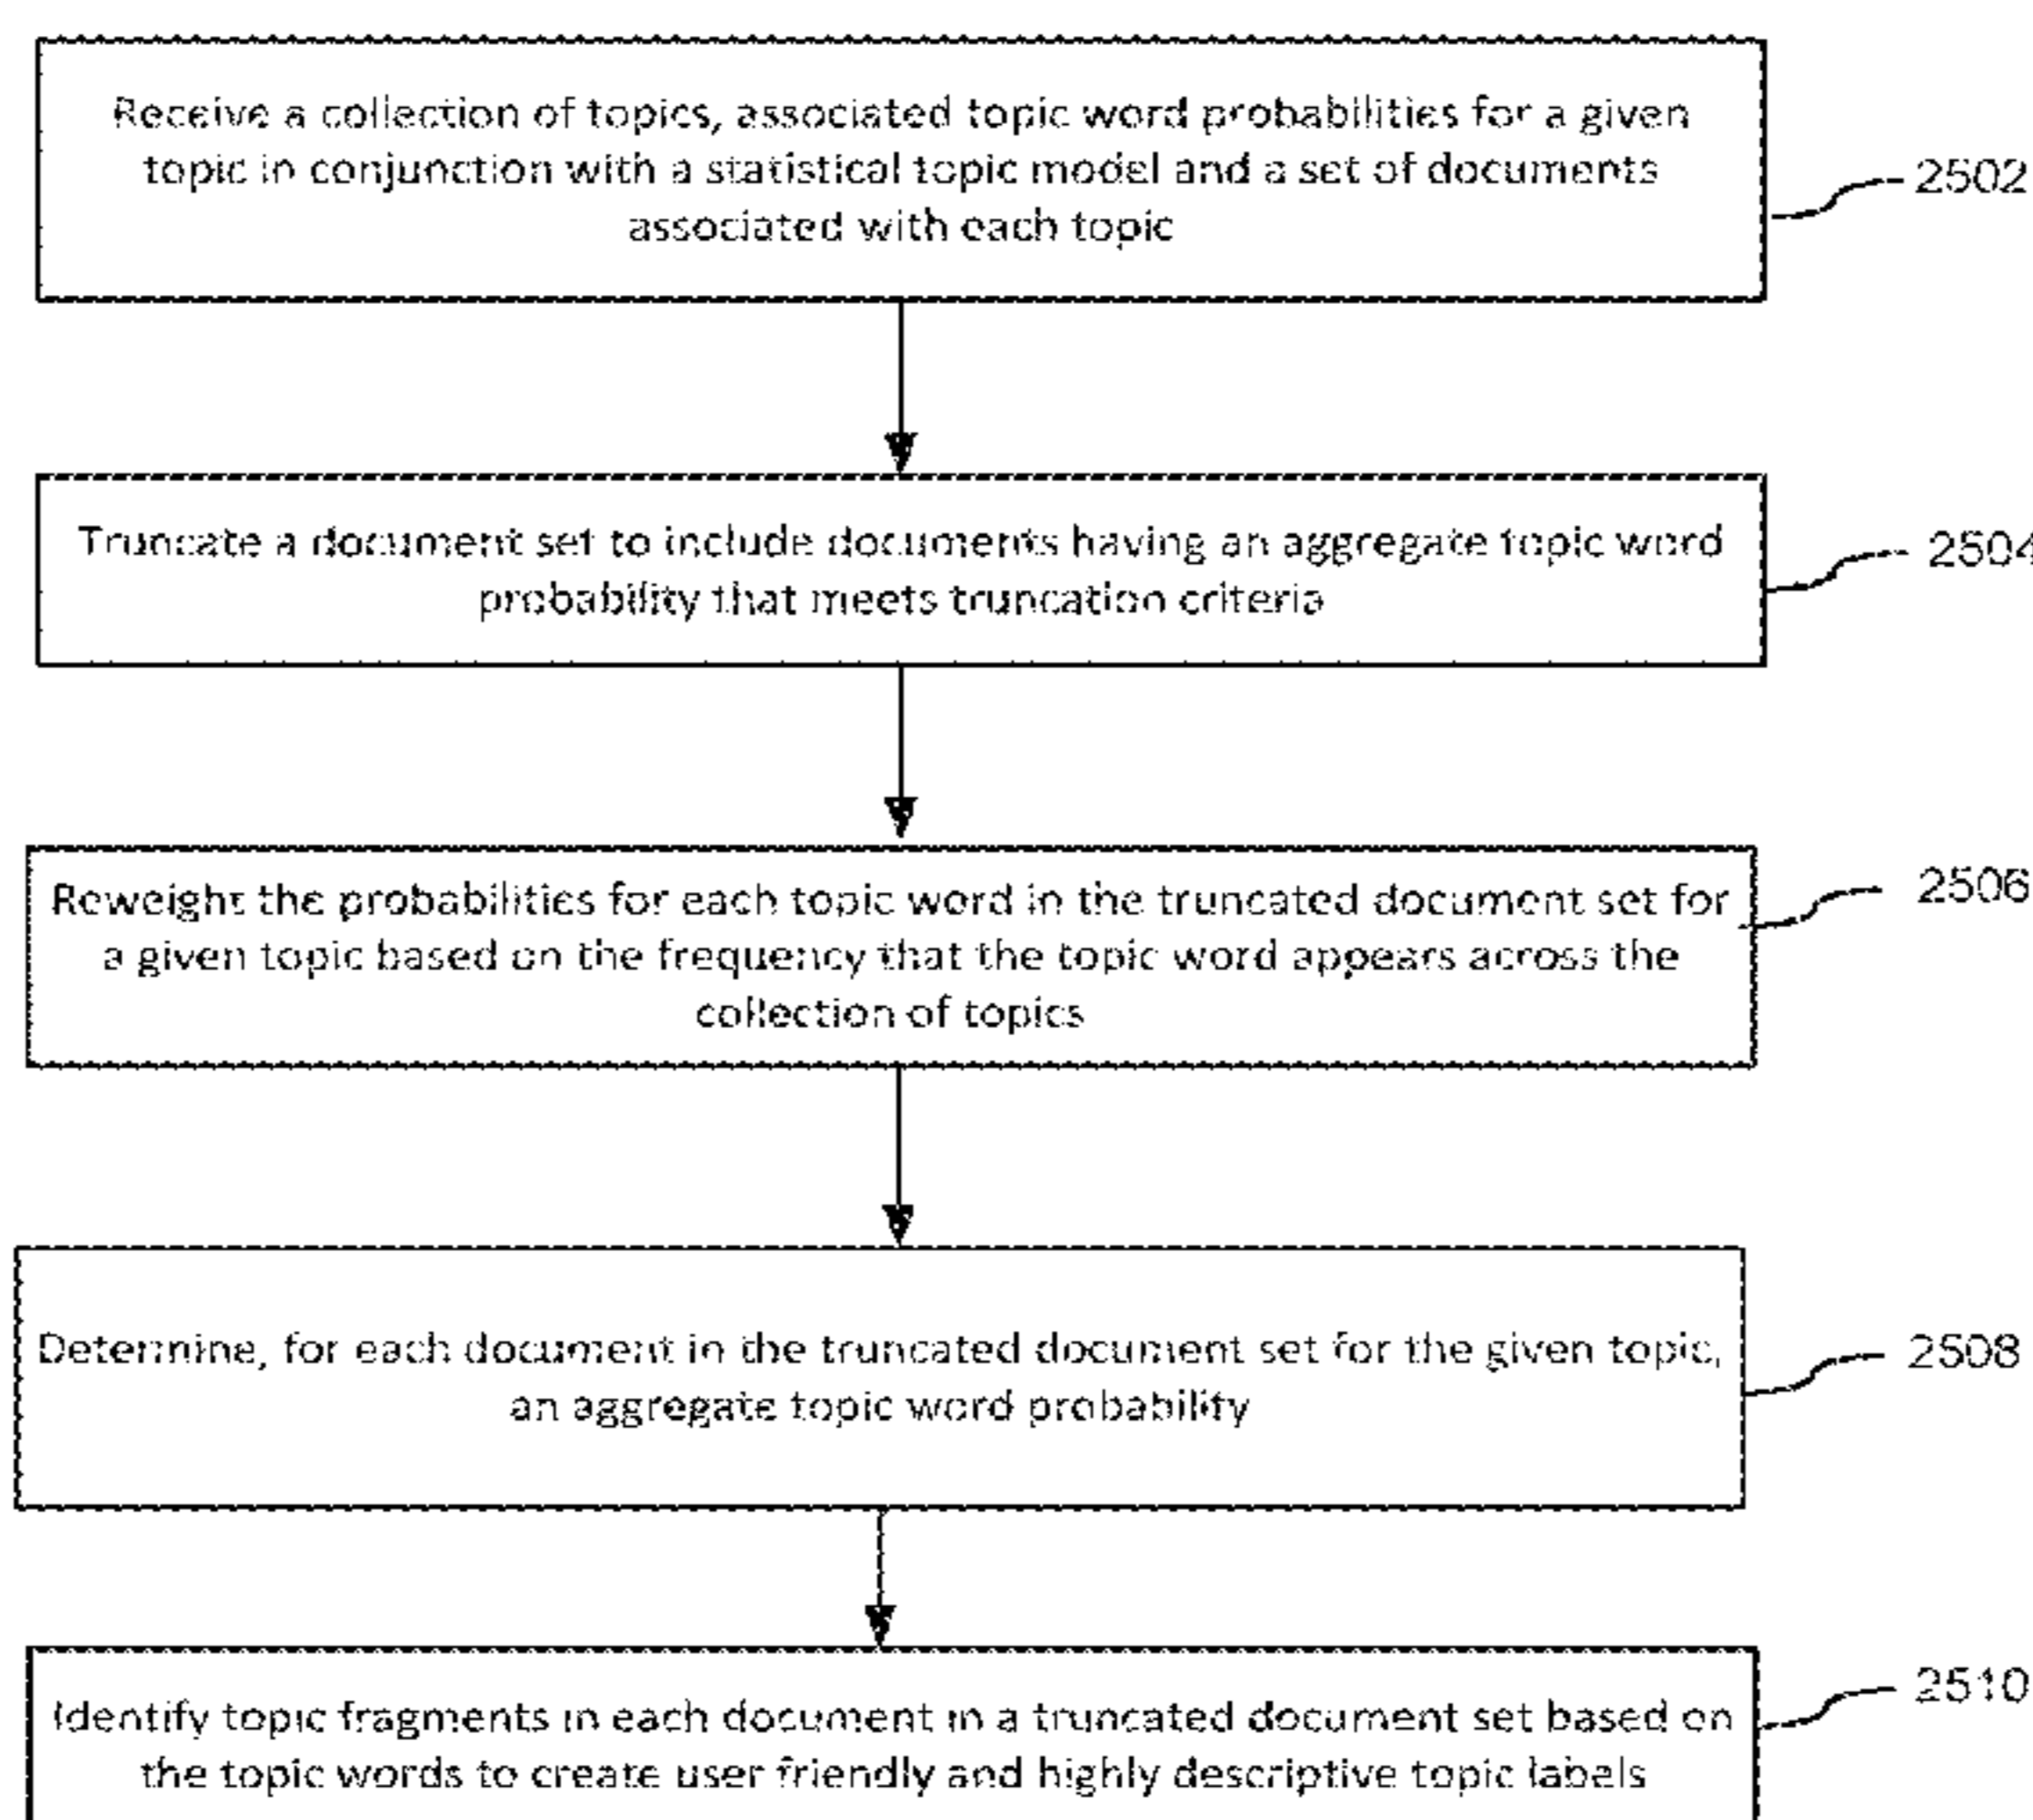 Receive a collection of topics, associated topic word probabilities for a given
topic in conjunction with a statistical topic model and a set of documents
associated with each topic
2502
Truncate a document set to include documents having an aggregate topic word
probability that meets truncation criteria
2504
Reweight the probabilities for each topic word in the truncated document set for
a given topic based on the frequency that the topic word appears across the
collection of topics
2506
Determine, for each document in the truncated document set for the given topic,
an aggregate topic word probability
2508
Identify topic fragments in each document in a truncated document set based on
the topic words to create user friendly and highly descriptive topic labels
2510